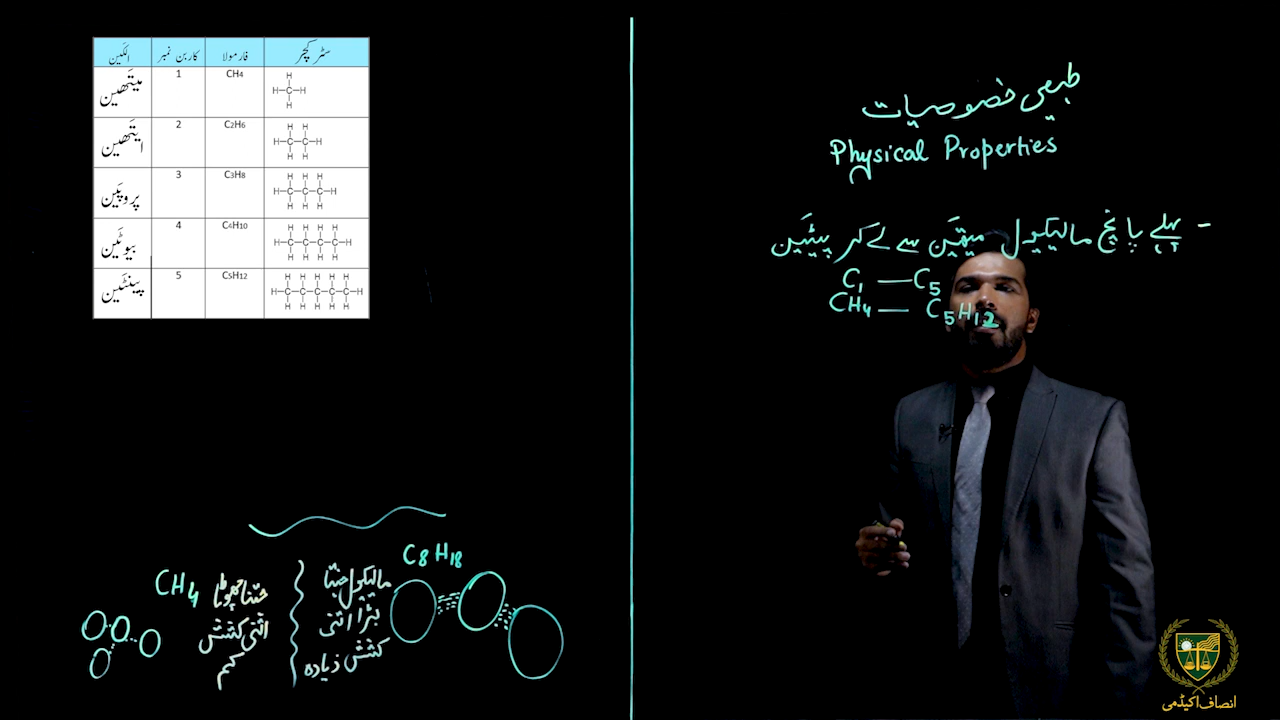 الکین کاربن نمبر فارمولا سٹرکچر
میتھین 1 CH4
H
H—C—H
H
ایتھین 2 C2H6
H H
H—C—C—H
H H
پروپین 3 C3H8
H H H
H—C—C—C—H
H H H
بیوٹین 4 C4H10
H H H H
H—C—C—C—C—H
H H H H
پینٹین 5 C5H12
H H H H H
H—C—C—C—C—C—H
H H H H H
CH4
جتنا چھوٹا
اتنی کشش
کم
C8H18
مالیکیول جتنا
بڑا اتنی
کشش زیادہ
طبعی خصوصیات
Physical Properties
- پہلے پانچ مالیکیول میتھین سے لے کر پینٹین
C1 — C5
CH4 — C5H12
انصاف اکیڈمی